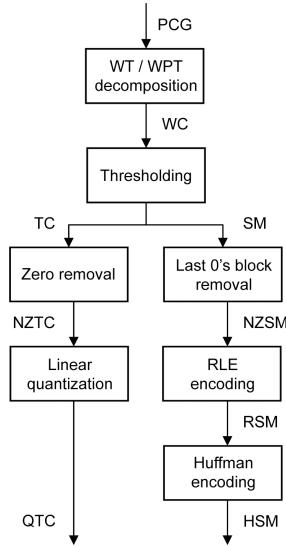 PCG
WT / WPT
decomposition
WC
Thresholding
TC
SM
Zero removal
Last 0's block
removal
NZTC
NZSM
Linear
quantization
RLE
encoding
RSM
Huffman
encoding
QTC
HSM